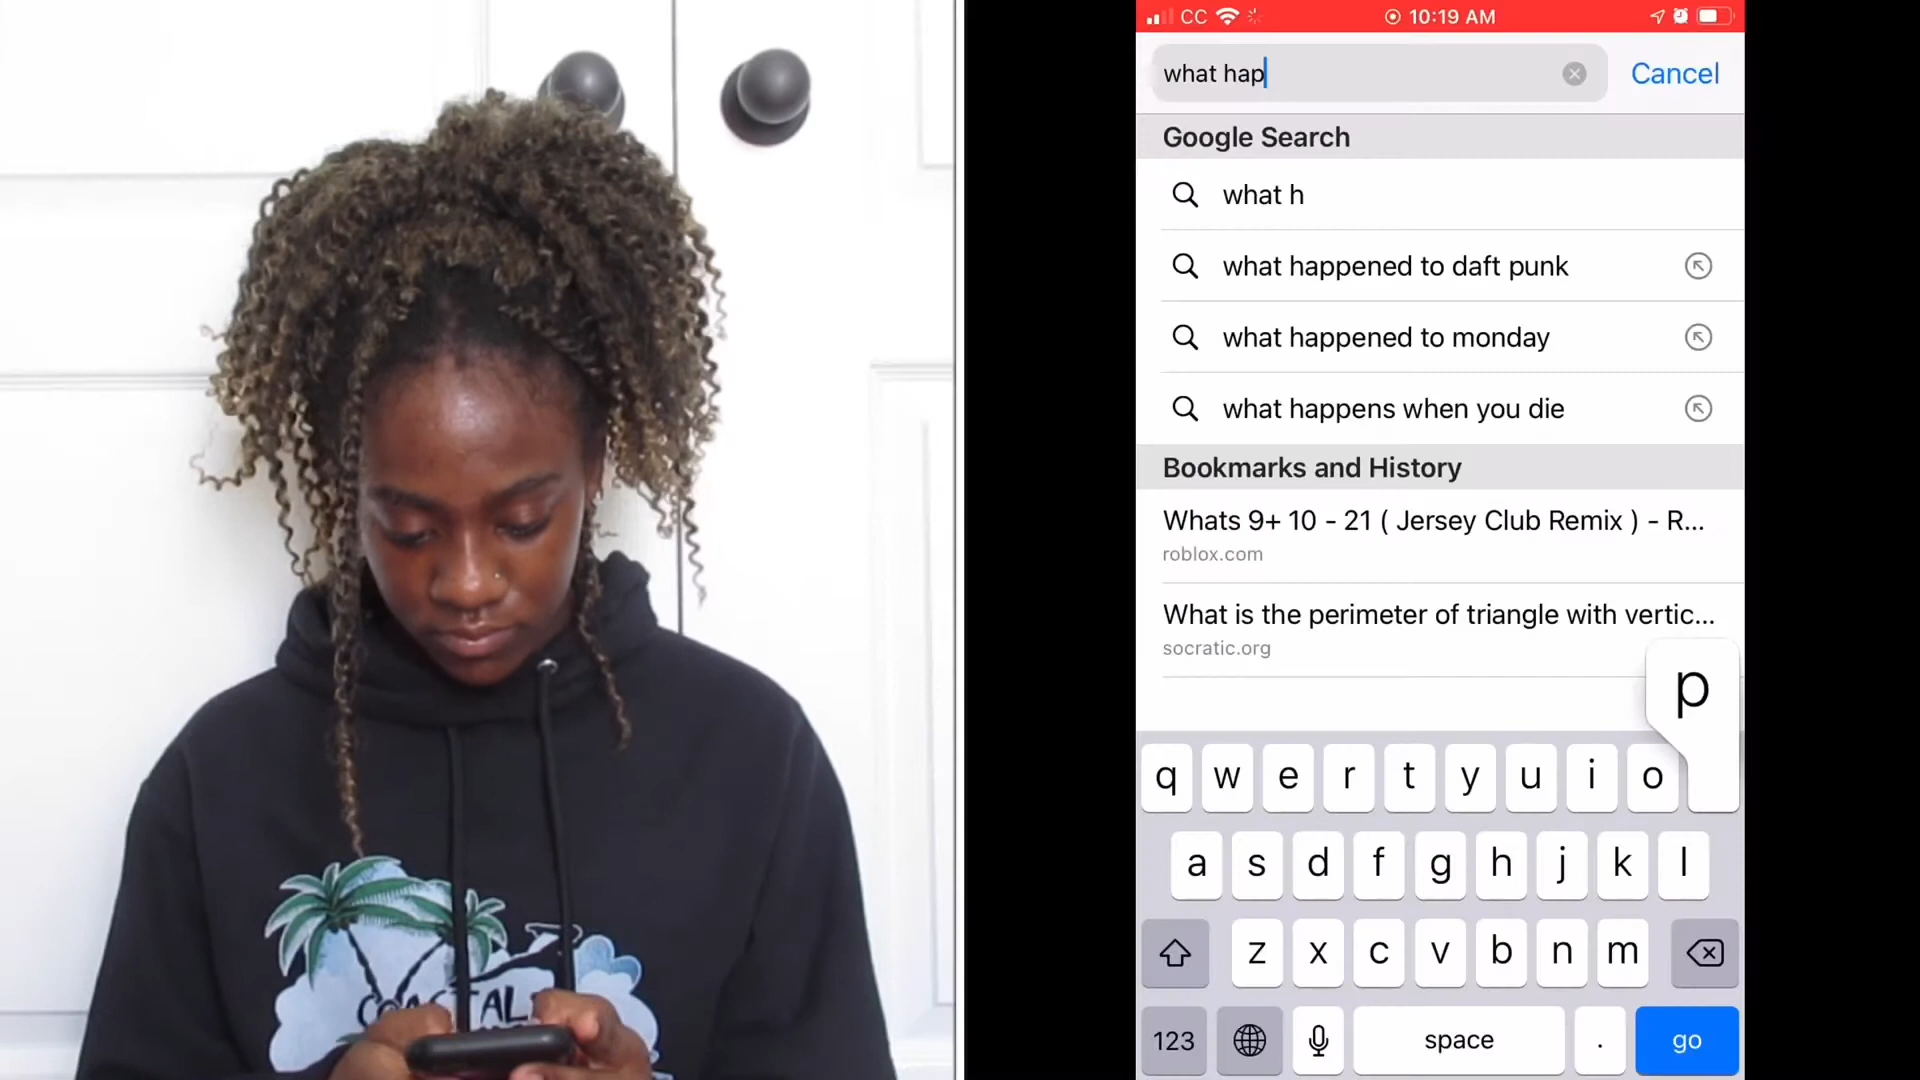 CC 10:19 AM
what hap Cancel
Google Search
what h
what happened to daft punk
what happened to monday
what happens when you die
Bookmarks and History
Whats 9+ 10 - 21 ( Jersey Club Remix ) - R...
roblox.com
What is the perimeter of triangle with vertic...
socratic.org
p
q w e r t y u i o
a s d f g h j k l
z x c v b n m
123 space . go
COASTAL